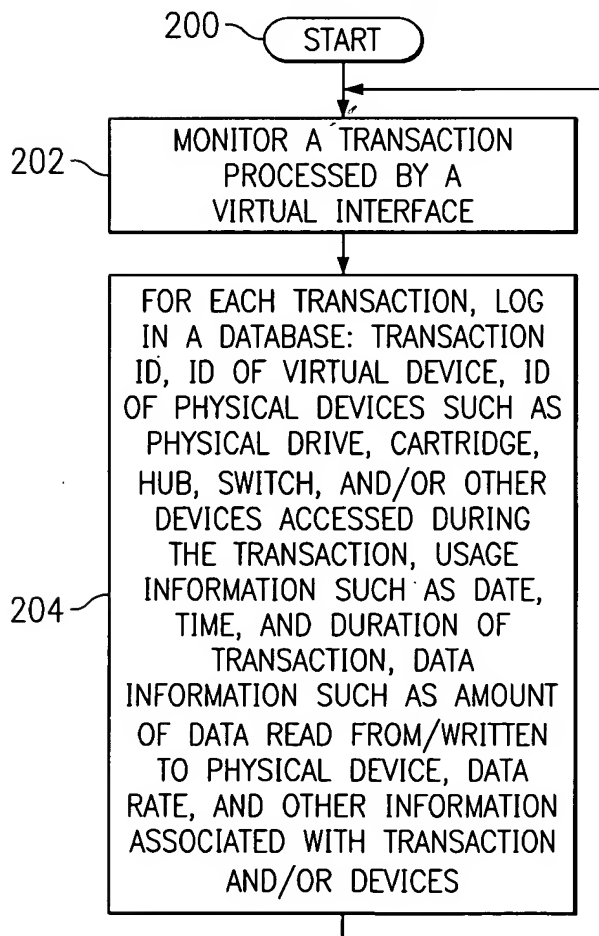 200
START
202
MONITOR A TRANSACTION
PROCESSED BY A
VIRTUAL INTERFACE
FOR EACH TRANSACTION, LOG
IN A DATABASE: TRANSACTION
ID, ID OF VIRTUAL DEVICE, ID
OF PHYSICAL DEVICES SUCH AS
PHYSICAL DRIVE, CARTRIDGE,
HUB, SWITCH, AND/OR OTHER
DEVICES ACCESSED DURING
THE TRANSACTION, USAGE
INFORMATION SUCH AS DATE,
TIME, AND DURATION OF
TRANSACTION, DATA
INFORMATION SUCH AS AMOUNT
OF DATA READ FROM/WRITTEN
TO PHYSICAL DEVICE, DATA
RATE, AND OTHER INFORMATION
ASSOCIATED WITH TRANSACTION
AND/OR DEVICES
204